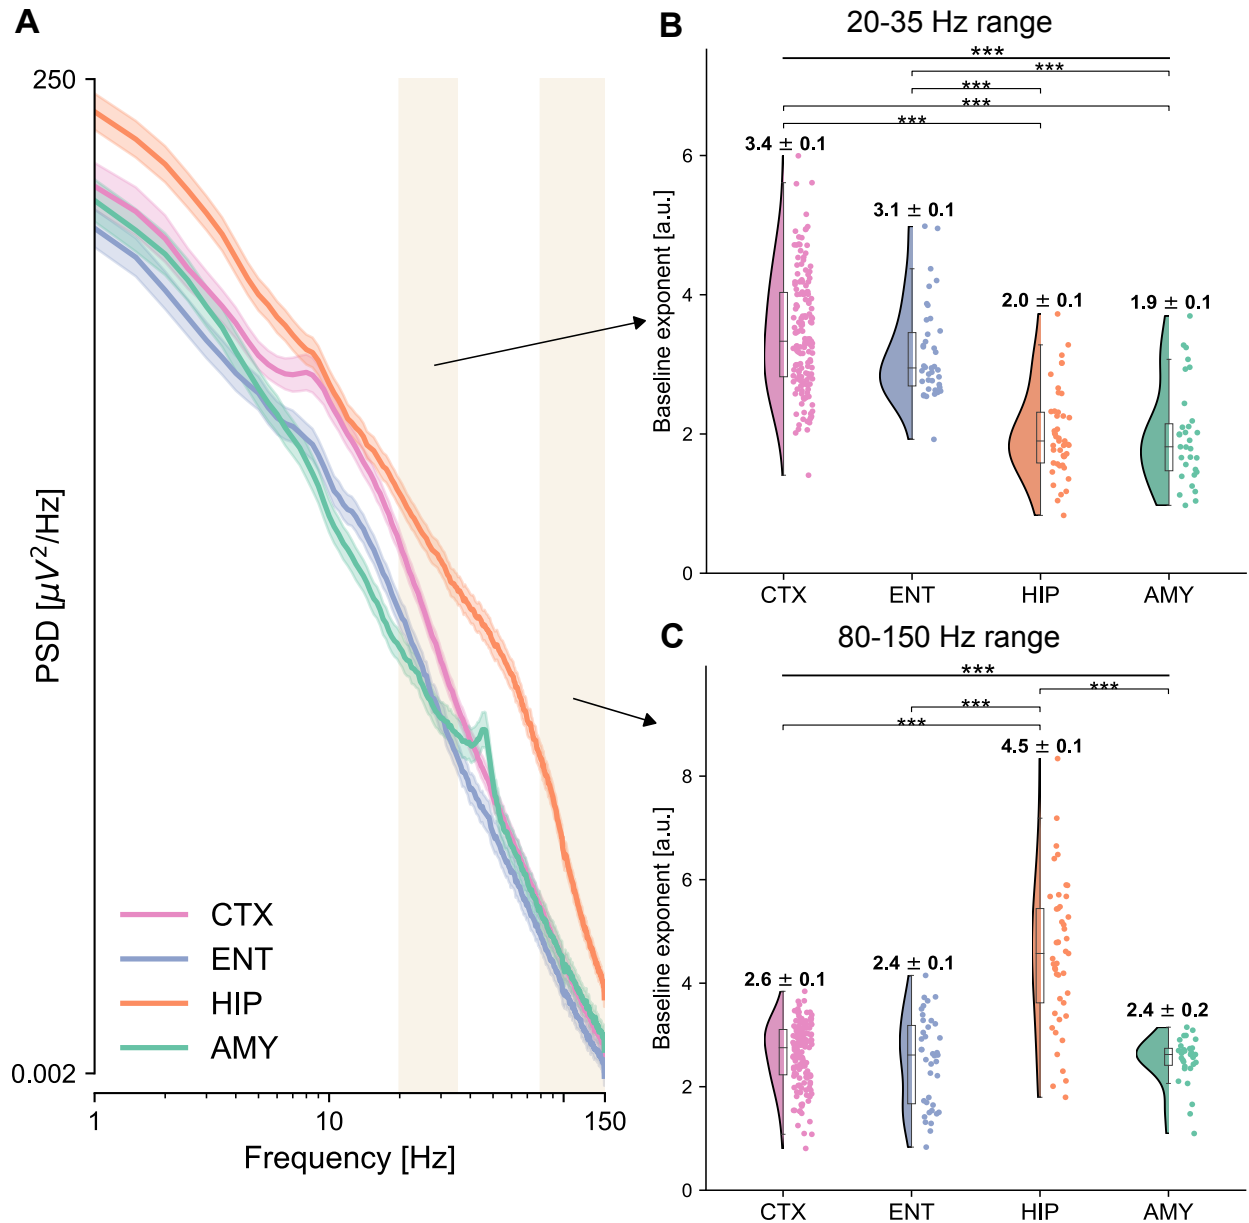 A
250
0.002
PSD [μV²/Hz]
1
10
150
Frequency [Hz]
CTX
ENT
HIP
AMY
B
20-35 Hz range
***
***
***
***
***
3.4 ± 0.1
3.1 ± 0.1
2.0 ± 0.1
1.9 ± 0.1
Baseline exponent [a.u.]
6
4
2
0
CTX
ENT
HIP
AMY
C
80-150 Hz range
***
***
***
***
4.5 ± 0.1
2.6 ± 0.1
2.4 ± 0.1
2.4 ± 0.2
Baseline exponent [a.u.]
8
6
4
2
0
CTX
ENT
HIP
AMY